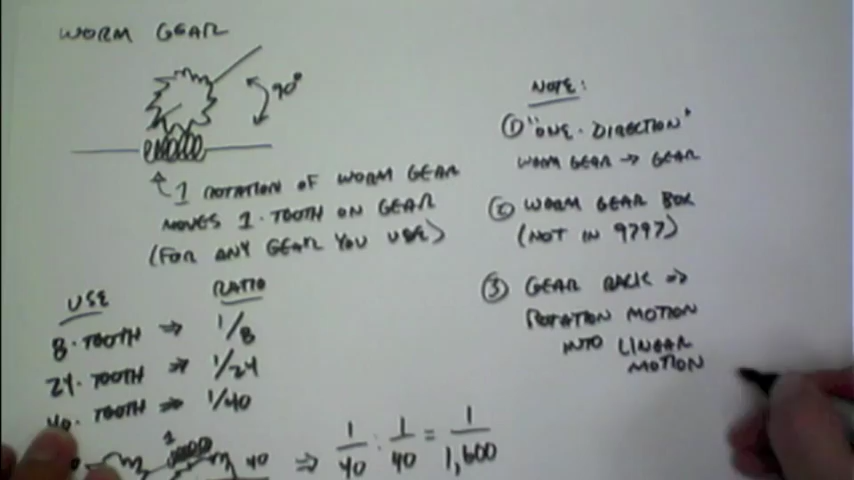 WORM GEAR
90°
1 ROTATION OF WORM GEAR
MOVES 1-TOOTH ON GEAR
(FOR ANY GEAR YOU USE)
USE RATIO
8-TOOTH ⇒ 1/8
24-TOOTH ⇒ 1/24
40-TOOTH ⇒ 1/40
1
40 ⇒ 1/40 : 1/40 = 1/1,600
NOTE:
① "ONE-DIRECTION"
WORM GEAR → GEAR
② WORM GEAR BOX
(NOT IN 9797)
③ GEAR RACK ⇒
ROTATION MOTION
INTO LINEAR
MOTION